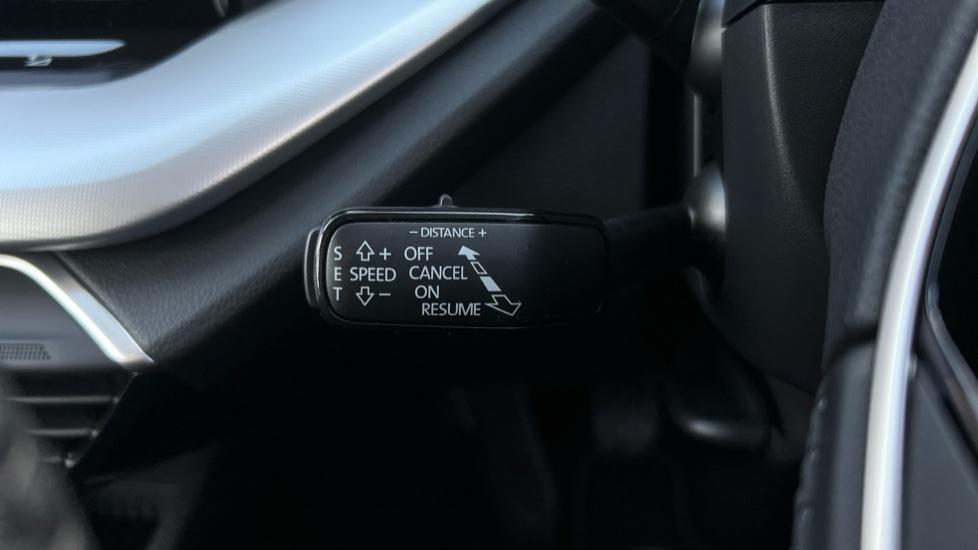 − DISTANCE +
S + OFF
E SPEED CANCEL
T − ON
RESUME